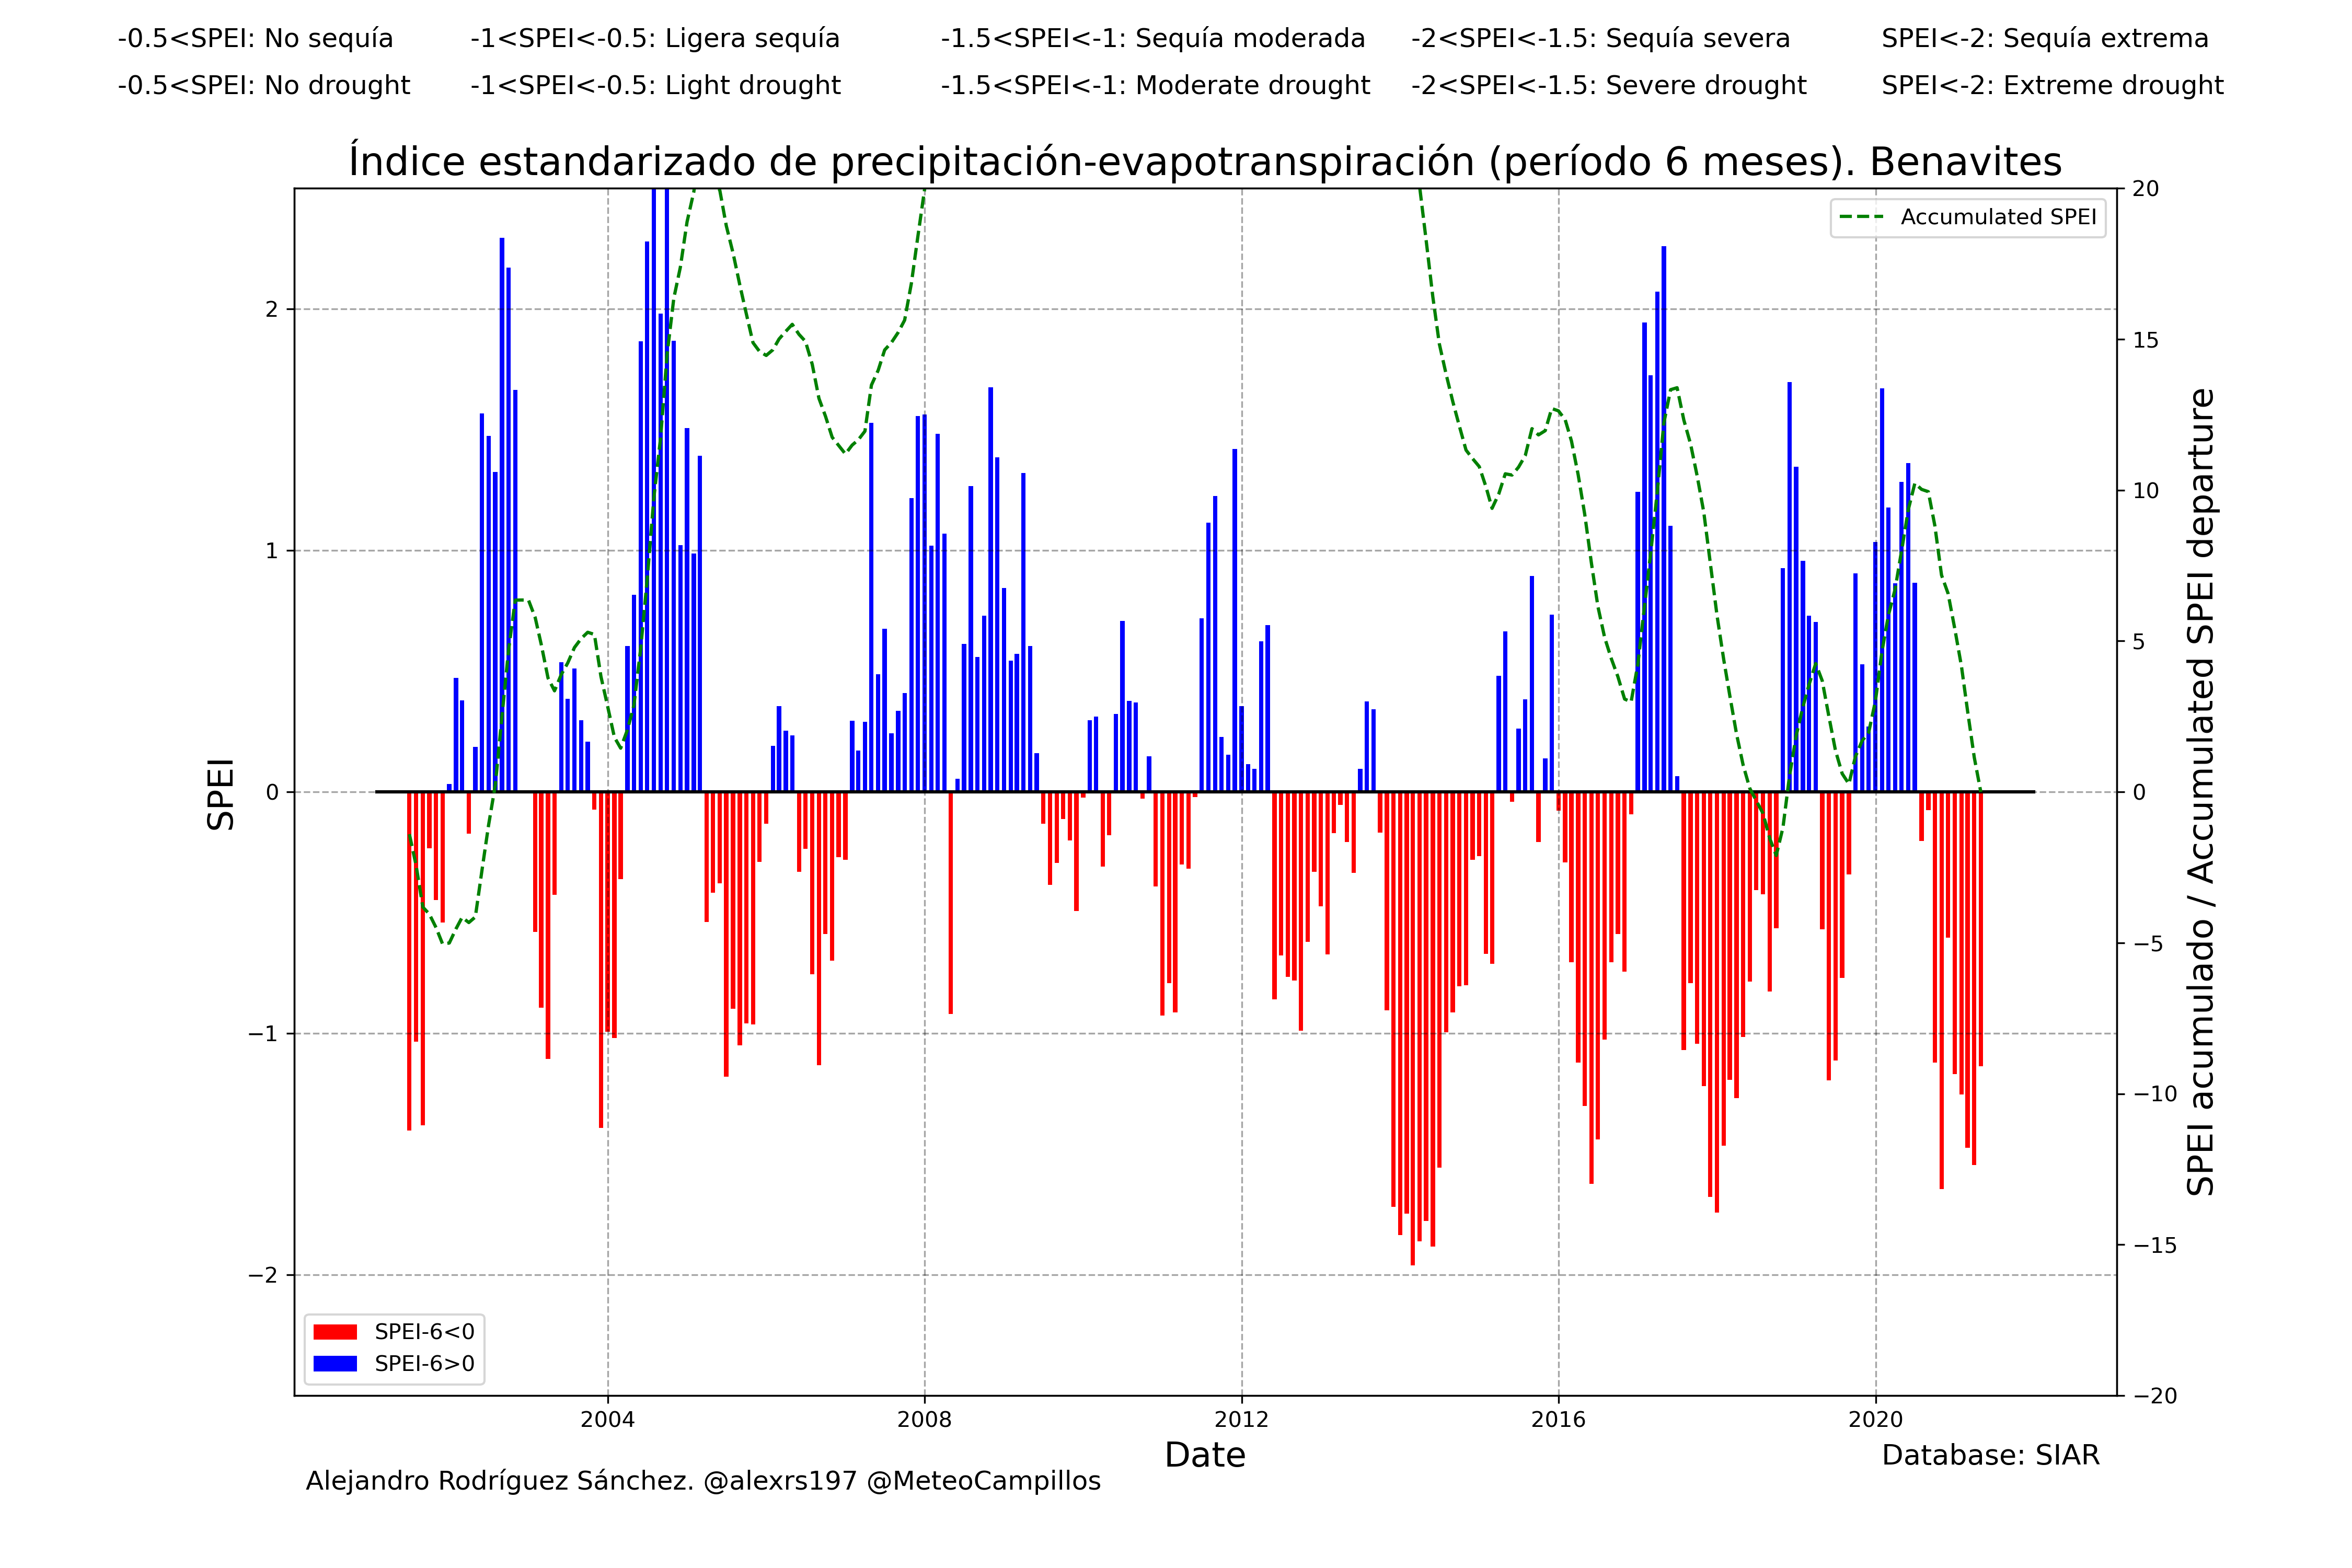 -0.5<SPEI: No sequía -1<SPEI<-0.5: Ligera sequía -1.5<SPEI<-1: Sequía moderada -2<SPEI<-1.5: Sequía severa SPEI<-2: Sequía extrema
-0.5<SPEI: No drought -1<SPEI<-0.5: Light drought -1.5<SPEI<-1: Moderate drought -2<SPEI<-1.5: Severe drought SPEI<-2: Extreme drought
Índice estandarizado de precipitación-evapotranspiración (período 6 meses). Benavites
Accumulated SPEI
SPEI
2
1
0
−1
−2
20
15
10
5
0
−5
−10
−15
−20
SPEI acumulado / Accumulated SPEI departure
SPEI-6<0
SPEI-6>0
2004 2008 2012 2016 2020
Date
Database: SIAR
Alejandro Rodríguez Sánchez. @alexrs197 @MeteoCampillos